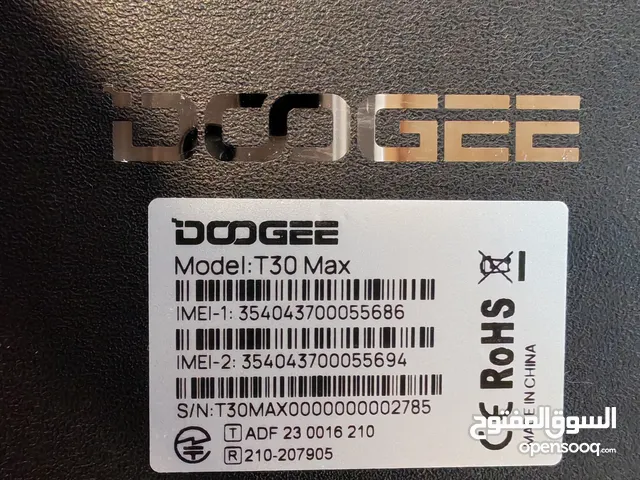 DOOGEE
DOOGEE
Model:T30 Max
IMEI-1: 354043700055686
IMEI-2: 354043700055694
S/N:T30MAX0000000002785
T ADF 23 0016 210
R 210-207905
CE RoHS
MADE IN CHINA
السوق المفتوح
opensooq.com